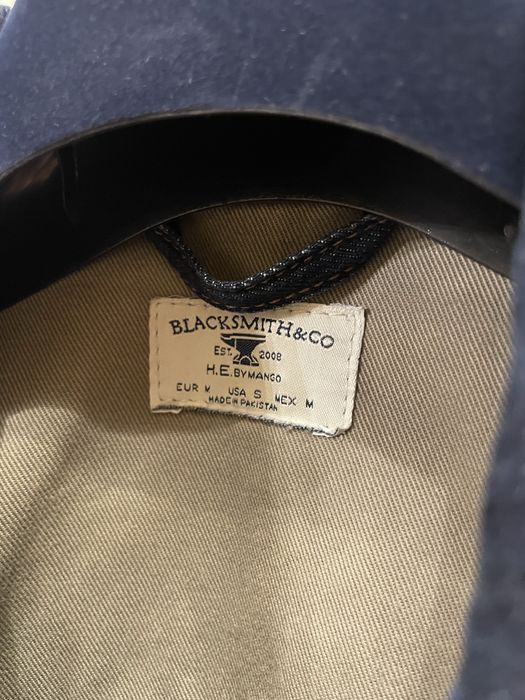 BLACKSMITH&CO
EST. 2008
H.E. BY MANGO
EUR M USA S MEX M
MADE IN PAKISTAN